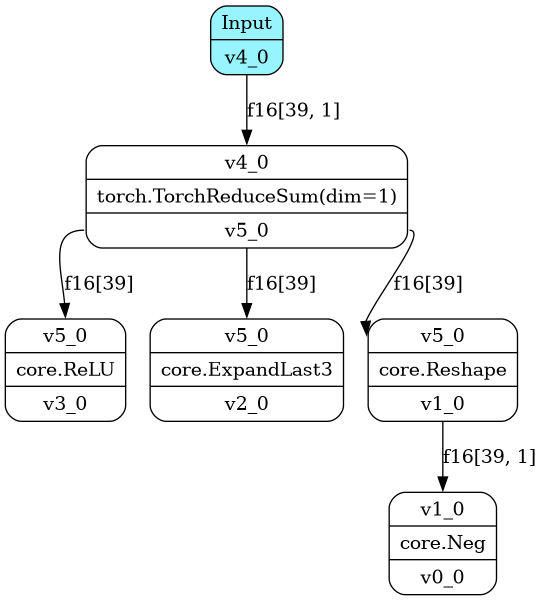 Input
v4_0
f16[39, 1]
v4_0
torch.TorchReduceSum(dim=1)
v5_0
f16[39]
f16[39]
f16[39]
v5_0
core.ReLU
v3_0
v5_0
core.ExpandLast3
v2_0
v5_0
core.Reshape
v1_0
f16[39, 1]
v1_0
core.Neg
v0_0